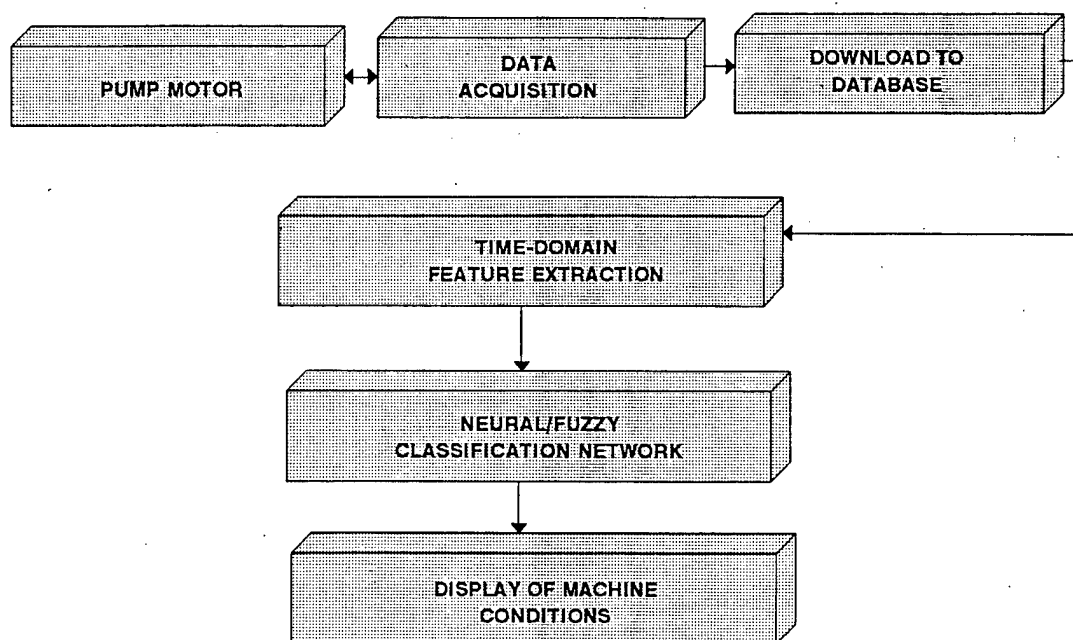 PUMP MOTOR
DATA
ACQUISITION
DOWNLOAD TO
DATABASE
TIME-DOMAIN
FEATURE EXTRACTION
NEURAL/FUZZY
CLASSIFICATION NETWORK
DISPLAY OF MACHINE
CONDITIONS